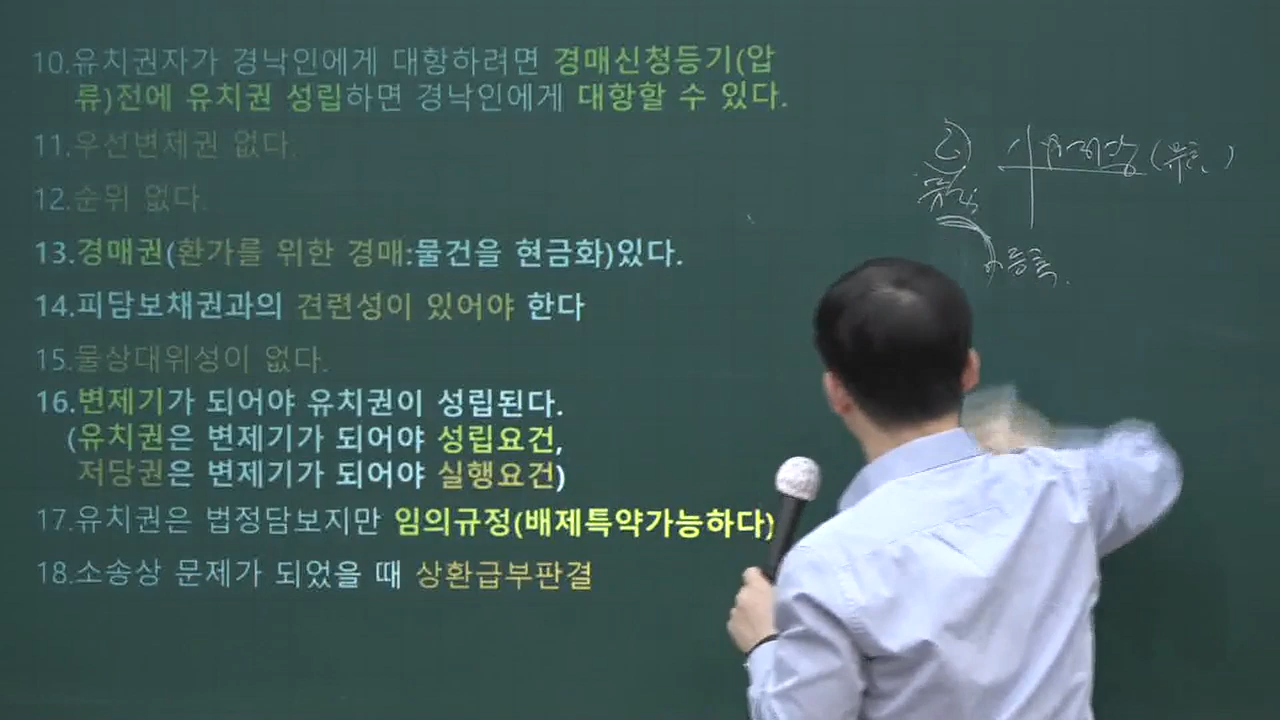 10.유치권자가 경낙인에게 대항하려면 경매신청등기(압
류)전에 유치권 성립하면 경낙인에게 대항할 수 있다.
11.우선변제권 없다.
12.순위 없다.
13.경매권(환가를 위한 경매:물건을 현금화)있다.
14.피담보채권과의 견련성이 있어야 한다
15.물상대위성이 없다.
16.변제기가 되어야 유치권이 성립된다.
(유치권은 변제기가 되어야 성립요건,
저당권은 변제기가 되어야 실행요건)
17.유치권은 법정담보지만 임의규정(배제특약가능하다)
18.소송상 문제가 되었을 때 상환급부판결